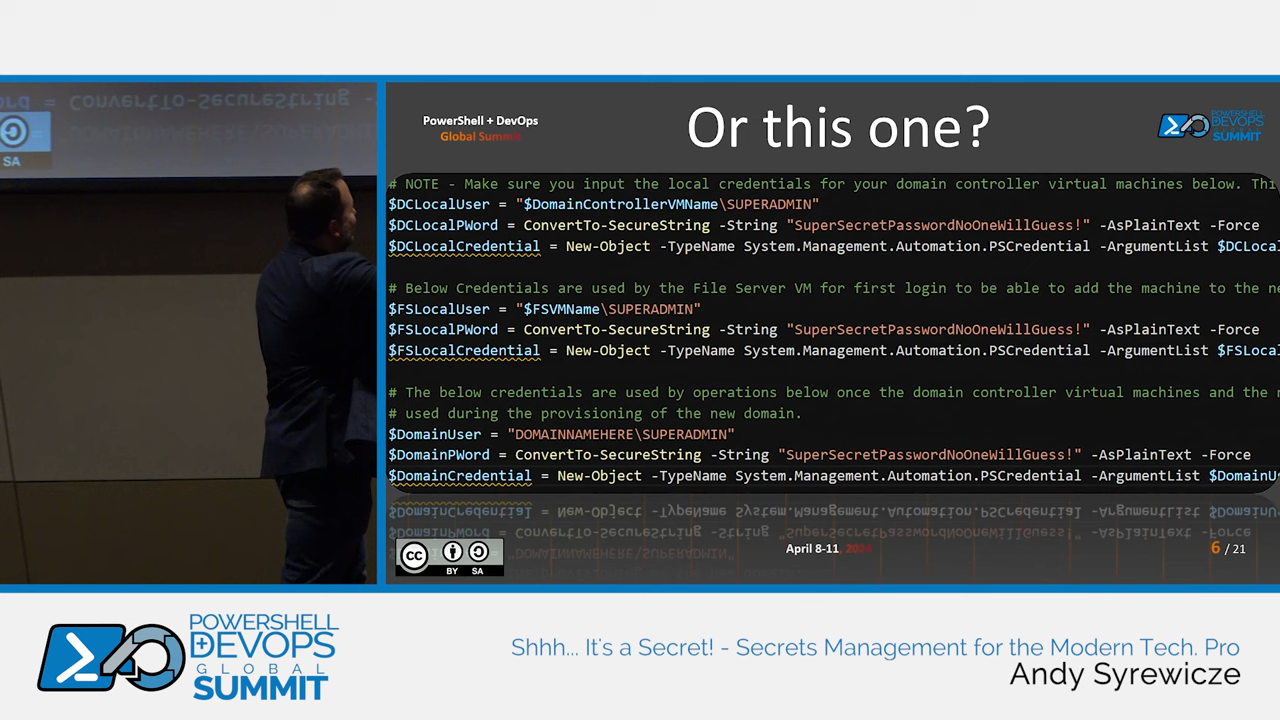 ord = ConvertTo-SecureString -
SA
PowerShell + DevOps
Global Summit
Or this one?
POWERSHELL
DEVOPS
SUMMIT
# NOTE - Make sure you input the local credentials for your domain controller virtual machines below. Thi
$DCLocalUser = "$DomainControllerVMName\SUPERADMIN"
$DCLocalPWord = ConvertTo-SecureString -String "SuperSecretPasswordNoOneWillGuess!" -AsPlainText -Force
$DCLocalCredential = New-Object -TypeName System.Management.Automation.PSCredential -ArgumentList $DCLocal
# Below Credentials are used by the File Server VM for first login to be able to add the machine to the ne
$FSLocalUser = "$FSVMName\SUPERADMIN"
$FSLocalPWord = ConvertTo-SecureString -String "SuperSecretPasswordNoOneWillGuess!" -AsPlainText -Force
$FSLocalCredential = New-Object -TypeName System.Management.Automation.PSCredential -ArgumentList $FSLocal
# The below credentials are used by operations below once the domain controller virtual machines and the n
# used during the provisioning of the new domain.
$DomainUser = "DOMAINNAMEHERE\SUPERADMIN"
$DomainPWord = ConvertTo-SecureString -String "SuperSecretPasswordNoOneWillGuess!" -AsPlainText -Force
$DomainCredential = New-Object -TypeName System.Management.Automation.PSCredential -ArgumentList $DomainU
cc BY SA
April 8-11, 2024
6 / 21
POWERSHELL
+DEVOPS
GLOBAL
SUMMIT
Shhh... It's a Secret! - Secrets Management for the Modern Tech. Pro
Andy Syrewicze